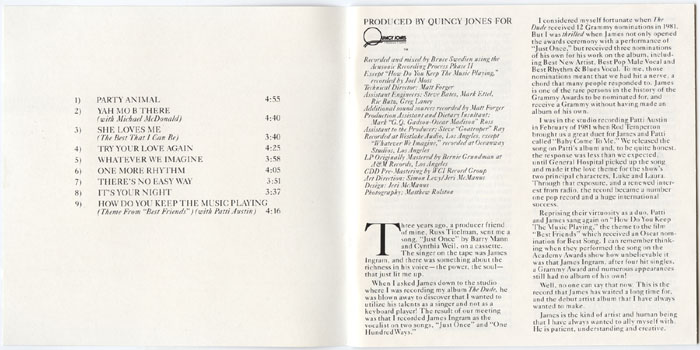 1) PARTY ANIMAL 4:55
2) YAH MO B THERE
(with Michael McDonald) 4:40
3) SHE LOVES ME
(The Best That I Can Be) 3:40
4) TRY YOUR LOVE AGAIN 4:25
5) WHATEVER WE IMAGINE 3:58
6) ONE MORE RHYTHM 4:05
7) THERE'S NO EASY WAY 3:51
8) IT'S YOUR NIGHT 3:37
9) HOW DO YOU KEEP THE MUSIC PLAYING
(Theme From "Best Friends") (with Patti Austin) 4:16
PRODUCED BY QUINCY JONES FOR
QUINCY JONES
Recorded and mixed by Bruce Swedien using the
Acusonic Recording Process Phase II
Except "How Do You Keep The Music Playing,"
recorded by Joel Moss
Technical Director: Matt Forger
Assistant Engineers: Steve Bates, Mark Ettel,
Ric Butz, Greg Laney
Additional sound sources recorded by Matt Forger
Production Assistants and Dietary Incentive:
Mark "G.Q. Gadson-Oscar Madison" Ross
Assistant to the Producer: Steve "Goatroper" Ray
Recorded at Westlake Audio, Los Angeles, except
"Whatever We Imagine," recorded at Oceanway
Studios, Los Angeles
LP Originally Mastered by Bernie Grundman at
A&M Records, Los Angeles
CDD Pre-Mastering by WCI Record Group
Art Direction: Simon Levy/Jeri McManus
Design: Jeri McManus
Photography: Matthew Rolston
Three years ago, a producer friend
of mine, Russ Titelman, sent me a
song, "Just Once" by Barry Mann
and Cynthia Weil, on a cassette.
The singer on the tape was James
Ingram, and there was something about the
richness in his voice—the power, the soul—
that just lit me up.
When I asked James down to the studio
where I was recording my album The Dude, he
was blown away to discover that I wanted to
utilize his talents as a singer and not as a
keyboard player! The result of our meeting
was that I recorded James Ingram as the
vocalist on two songs, "Just Once" and "One
Hundred Ways."
I considered myself fortunate when The
Dude received 12 Grammy nominations in 1981.
But I was thrilled when James not only opened
the awards ceremony with a performance of
"Just Once," but received three nominations
of his own for his work on the album, includ-
ing Best New Artist, Best Pop Male Vocal and
Best Rhythm & Blues Vocal. To me, those
nominations meant that we had hit a nerve, a
chord that many people responded to. James
is one of the rare persons in the history of the
Grammy Awards to be nominated for, and
receive a Grammy without having made an
album of his own.
I was in the studio recording Patti Austin
in February of 1981 when Rod Temperton
brought us a great duet for James and Patti
called "Baby Come To Me." We released the
song on Patti's album and, to be quite honest,
the response was less than we expected,
until General Hospital picked up the song
and made it the love theme for the show's
two principal characters, Luke and Laura.
Through that exposure, and a renewed inter-
est from radio, the record became a number
one pop record and a huge international
success.
Reprising their virtuosity as a duo, Patti
and James sang again on "How Do You Keep
The Music Playing," the theme to the film
"Best Friends" which received an Oscar nom-
ination for Best Song. I can remember think-
ing when they performed the song on the
Academy Awards show how unbelievable it
was that James Ingram, after four hit singles,
a Grammy Award and numerous appearances
still had no album of his own!
Well, no one can say that now. This is the
record that James has waited a long time for,
and the debut artist album that I have always
wanted to make.
James is the kind of artist and human being
that I have always wanted to ally myself with.
He is patient, understanding and creative.